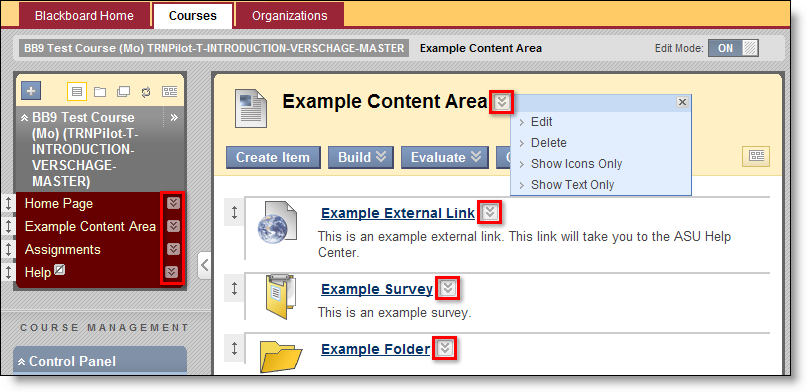 Blackboard Home
Courses
Organizations
BB9 Test Course (Mo) TRNPilot-T-INTRODUCTION-VERSCHAGE-MASTER
Example Content Area
Edit Mode:
ON
BB9 Test Course
(Mo) (TRNPilot-T-
INTRODUCTION-
VERSCHAGE-
MASTER)
Home Page
Example Content Area
Assignments
Help
COURSE MANAGEMENT
Control Panel
Example Content Area
Edit
Delete
Show Icons Only
Show Text Only
Create Item
Build
Evaluate
Example External Link
This is an example external link. This link will take you to the ASU Help
Center.
Example Survey
This is an example survey.
Example Folder